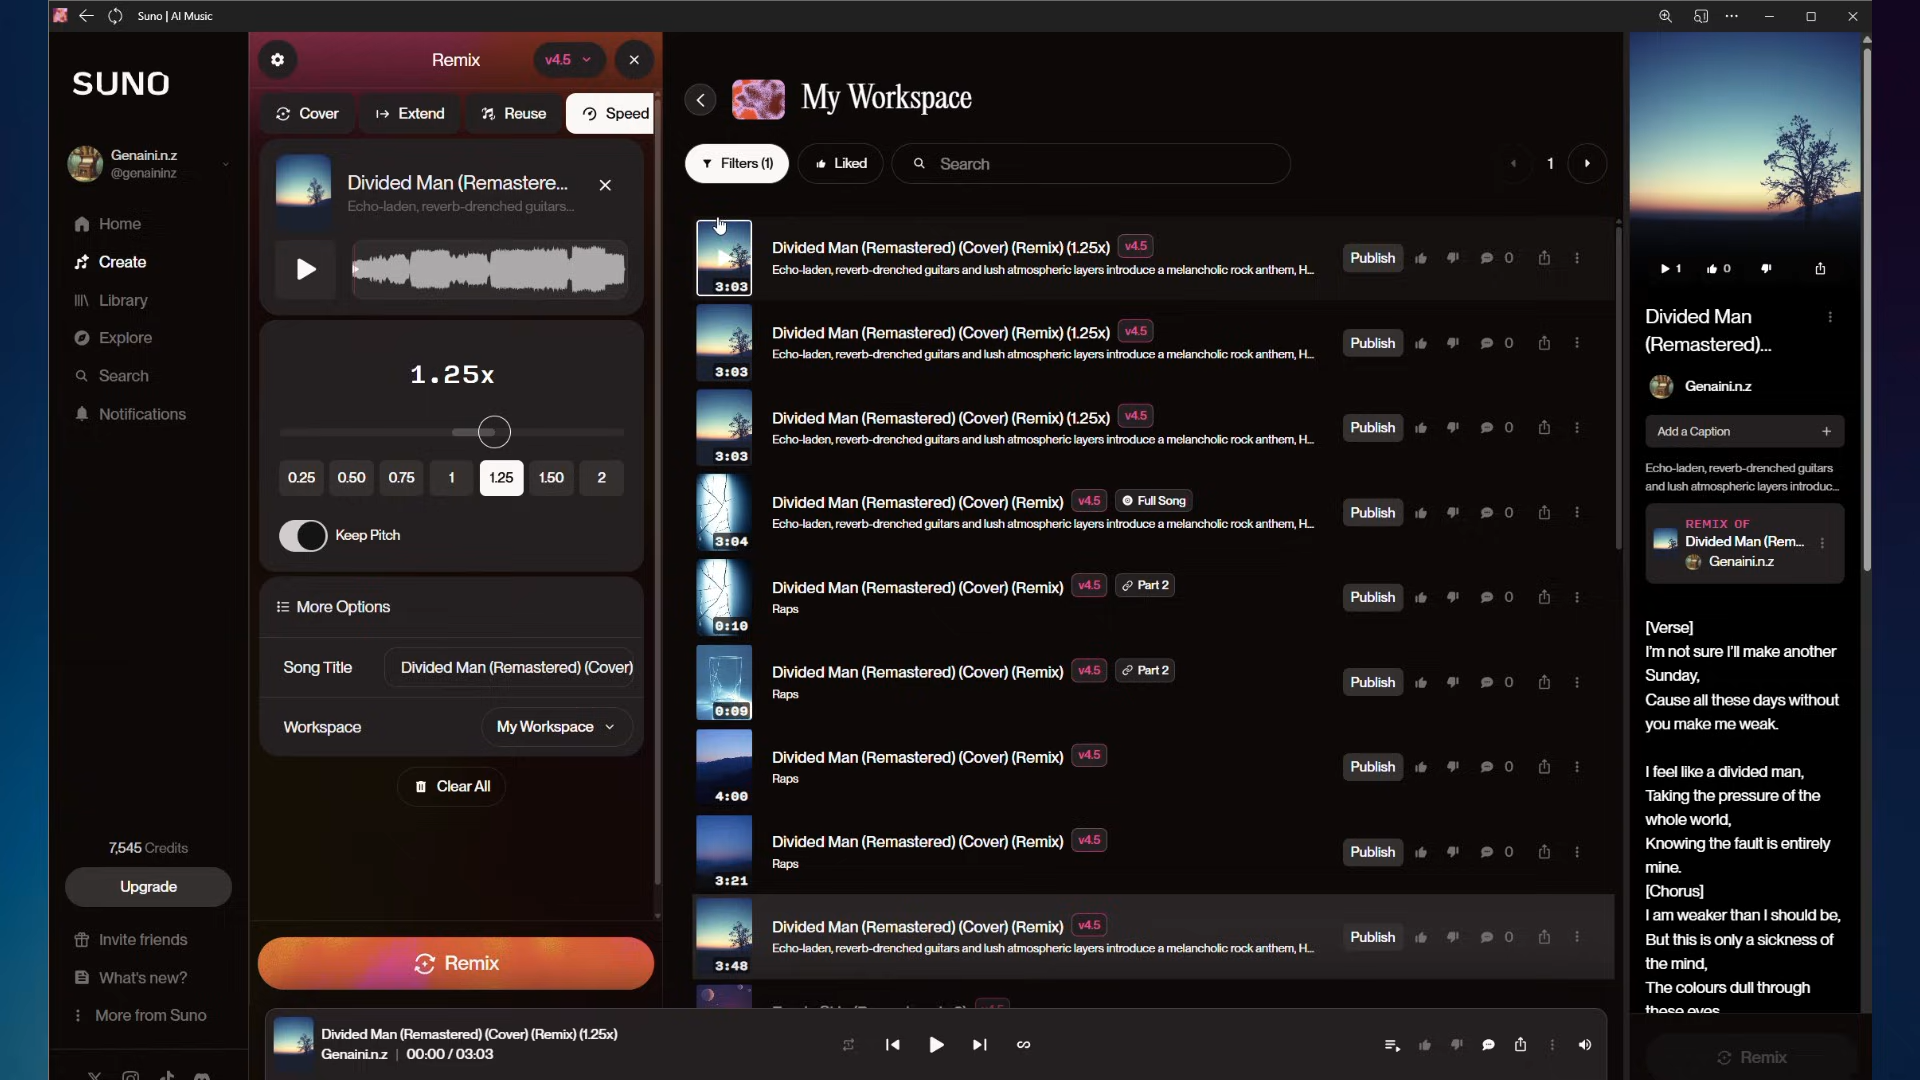 Suno | AI Music
SUNO
Genaini.n.z
@genaininz
Home
Create
Library
Explore
Search
Notifications
7,545 Credits
Upgrade
Invite friends
What's new?
More from Suno
Remix
v4.5
Cover
Extend
Reuse
Speed
Divided Man (Remastere...
Echo-laden, reverb-drenched guitars...
1.25x
0.25 0.50 0.75 1 1.25 1.50 2
Keep Pitch
More Options
Song Title
Divided Man (Remastered) (Cover)
Workspace
My Workspace
Clear All
Remix
My Workspace
Filters (1)
Liked
Search
1
Divided Man (Remastered) (Cover) (Remix) (1.25x) v4.5
Echo-laden, reverb-drenched guitars and lush atmospheric layers introduce a melancholic rock anthem, H...
3:03
Publish 0
Divided Man (Remastered) (Cover) (Remix) (1.25x) v4.5
Echo-laden, reverb-drenched guitars and lush atmospheric layers introduce a melancholic rock anthem, H...
3:03
Publish 0
Divided Man (Remastered) (Cover) (Remix) (1.25x) v4.5
Echo-laden, reverb-drenched guitars and lush atmospheric layers introduce a melancholic rock anthem, H...
3:03
Publish 0
Divided Man (Remastered) (Cover) (Remix) v4.5 Full Song
Echo-laden, reverb-drenched guitars and lush atmospheric layers introduce a melancholic rock anthem, H...
3:04
Publish 0
Divided Man (Remastered) (Cover) (Remix) v4.5 Part 2
Raps
0:10
Publish 0
Divided Man (Remastered) (Cover) (Remix) v4.5 Part 2
Raps
0:09
Publish 0
Divided Man (Remastered) (Cover) (Remix) v4.5
Raps
4:00
Publish 0
Divided Man (Remastered) (Cover) (Remix) v4.5
Raps
3:21
Publish 0
Divided Man (Remastered) (Cover) (Remix) v4.5
Echo-laden, reverb-drenched guitars and lush atmospheric layers introduce a melancholic rock anthem, H...
3:48
Publish 0
Divided Man (Remastered) (Cover) (Remix) (1.25x)
Genaini.n.z | 00:00 / 03:03
1 0
Divided Man
(Remastered)...
Genaini.n.z
Add a Caption +
Echo-laden, reverb-drenched guitars
and lush atmospheric layers introduc...
REMIX OF
Divided Man (Rem...
Genaini.n.z
[Verse]
I'm not sure I'll make another
Sunday,
Cause all these days without
you make me weak.
I feel like a divided man,
Taking the pressure of the
whole world,
Knowing the fault is entirely
mine.
[Chorus]
I am weaker than I should be,
But this is only a sickness of
the mind,
The colours dull through
these eyes
Remix